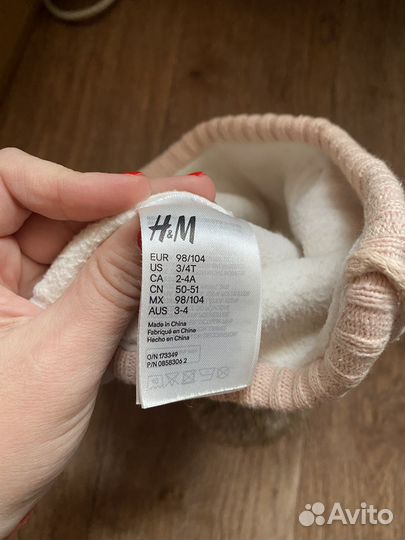 H&M
EUR 98/104
US 3/4T
CA 2-4A
CN 50-51
MX 98/104
AUS 3-4
Made in China
Fabriqué en Chine
Hecho en China
O/N 173349
P/N 0858306 2
Avito